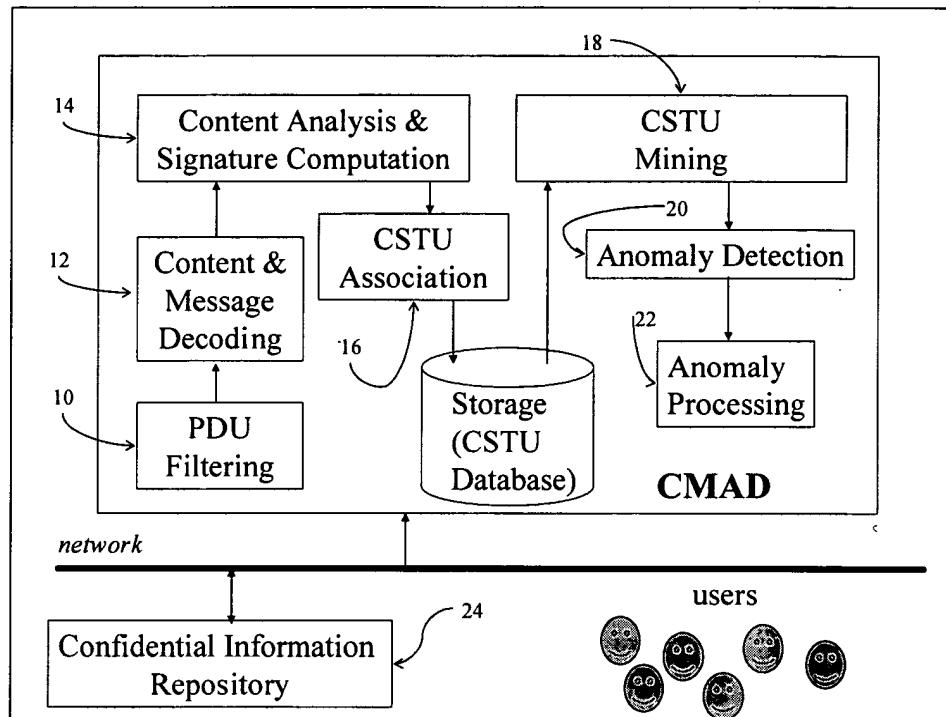 18
14
Content Analysis &
Signature Computation
CSTU
Mining
20
12
Content &
Message
Decoding
CSTU
Association
Anomaly Detection
16
22
10
PDU
Filtering
Storage
(CSTU
Database)
Anomaly
Processing
CMAD
network
users
24
Confidential Information
Repository